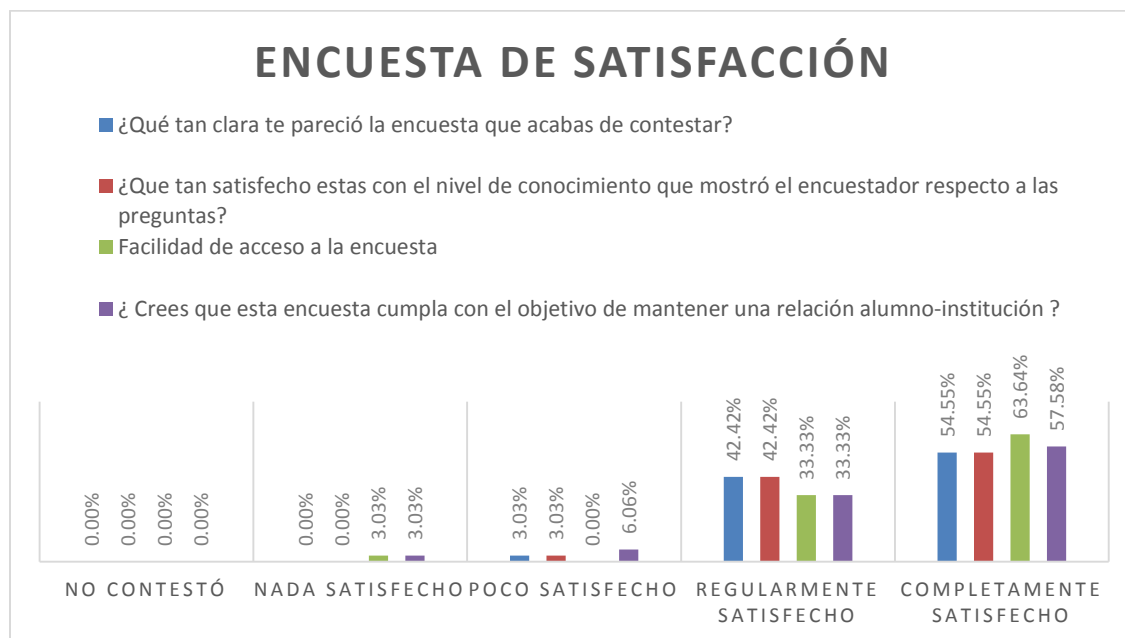 ENCUESTA DE SATISFACCIÓN
¿Qué tan clara te pareció la encuesta que acabas de contestar?
¿Que tan satisfecho estas con el nivel de conocimiento que mostró el encuestador respecto a las
preguntas?
Facilidad de acceso a la encuesta
¿ Crees que esta encuesta cumpla con el objetivo de mantener una relación alumno-institución ?
0.00% 0.00% 0.00% 0.00%
0.00% 0.00% 3.03% 3.03%
3.03% 3.03% 0.00% 6.06%
42.42% 42.42% 33.33% 33.33%
54.55% 54.55% 63.64% 57.58%
NO CONTESTÓ
NADA SATISFECHO
POCO SATISFECHO
REGULARMENTE
SATISFECHO
COMPLETAMENTE
SATISFECHO